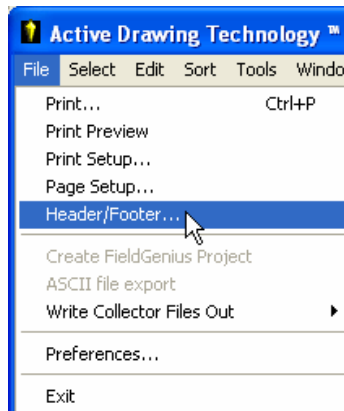 Active Drawing Technology ™
File Select Edit Sort Tools Windo
Print... Ctrl+P
Print Preview
Print Setup...
Page Setup...
Header/Footer...
Create FieldGenius Project
ASCII file export
Write Collector Files Out
Preferences...
Exit